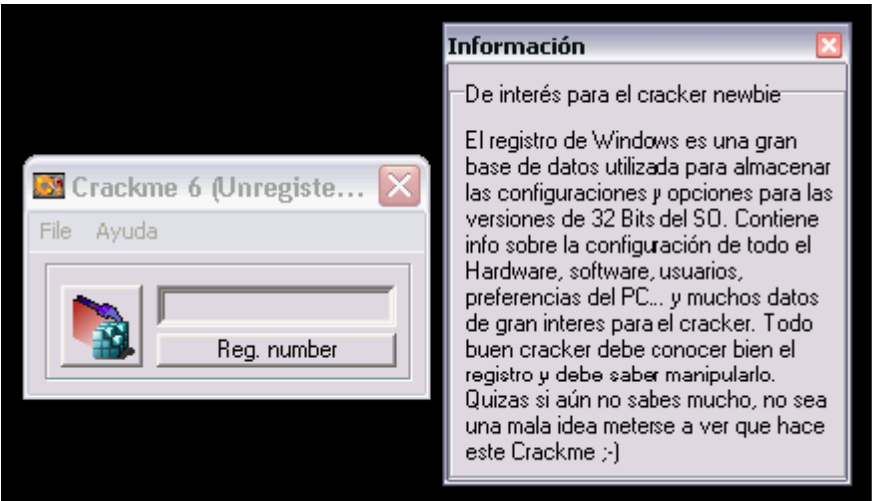 Crackme 6 (Unregiste...
File Ayuda
Reg. number
Información
De interés para el cracker newbie
El registro de Windows es una gran
base de datos utilizada para almacenar
las configuraciones y opciones para las
versiones de 32 Bits del SO. Contiene
info sobre la configuración de todo el
Hardware, software, usuarios,
preferencias del PC... y muchos datos
de gran interes para el cracker. Todo
buen cracker debe conocer bien el
registro y debe saber manipularlo.
Quizas si aún no sabes mucho, no sea
una mala idea meterse a ver que hace
este Crackme ;-)